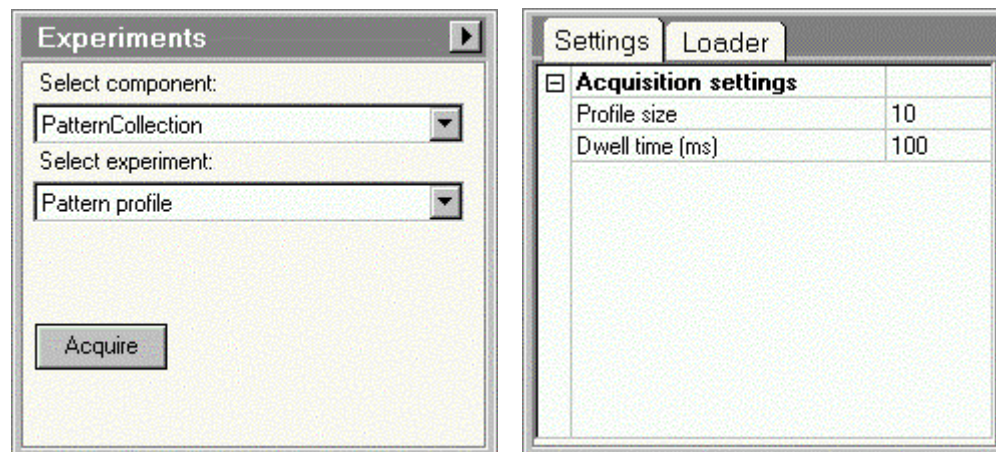 Experiments
Select component:
PatternCollection
Select experiment:
Pattern profile
Acquire
Settings Loader
Acquisition settings
Profile size 10
Dwell time (ms) 100